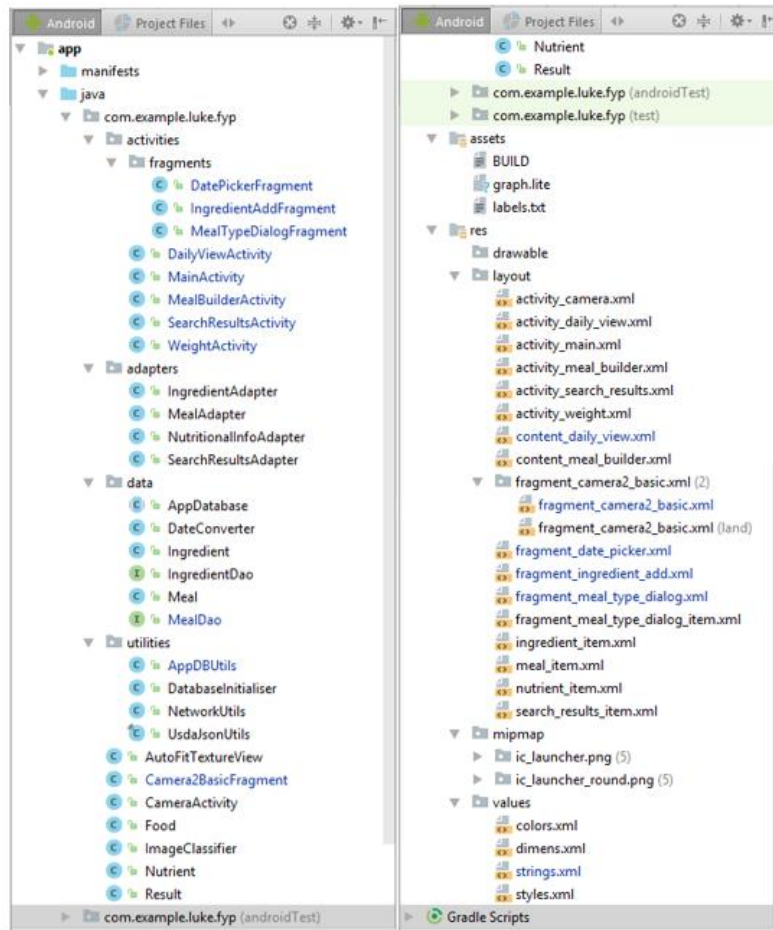 Android Project Files
app
manifests
java
com.example.luke.fyp
activities
fragments
DatePickerFragment
IngredientAddFragment
MealTypeDialogFragment
DailyViewActivity
MainActivity
MealBuilderActivity
SearchResultsActivity
WeightActivity
adapters
IngredientAdapter
MealAdapter
NutritionalInfoAdapter
SearchResultsAdapter
data
AppDatabase
DateConverter
Ingredient
IngredientDao
Meal
MealDao
utilities
AppDBUtils
DatabaseInitialiser
NetworkUtils
UsdaJsonUtils
AutoFitTextureView
Camera2BasicFragment
CameraActivity
Food
ImageClassifier
Nutrient
Result
com.example.luke.fyp (androidTest)
Android Project Files
Nutrient
Result
com.example.luke.fyp (androidTest)
com.example.luke.fyp (test)
assets
BUILD
graph.lite
labels.txt
res
drawable
layout
activity_camera.xml
activity_daily_view.xml
activity_main.xml
activity_meal_builder.xml
activity_search_results.xml
activity_weight.xml
content_daily_view.xml
content_meal_builder.xml
fragment_camera2_basic.xml (2)
fragment_camera2_basic.xml
fragment_camera2_basic.xml (land)
fragment_date_picker.xml
fragment_ingredient_add.xml
fragment_meal_type_dialog.xml
fragment_meal_type_dialog_item.xml
ingredient_item.xml
meal_item.xml
nutrient_item.xml
search_results_item.xml
mipmap
ic_launcher.png (5)
ic_launcher_round.png (5)
values
colors.xml
dimens.xml
strings.xml
styles.xml
Gradle Scripts